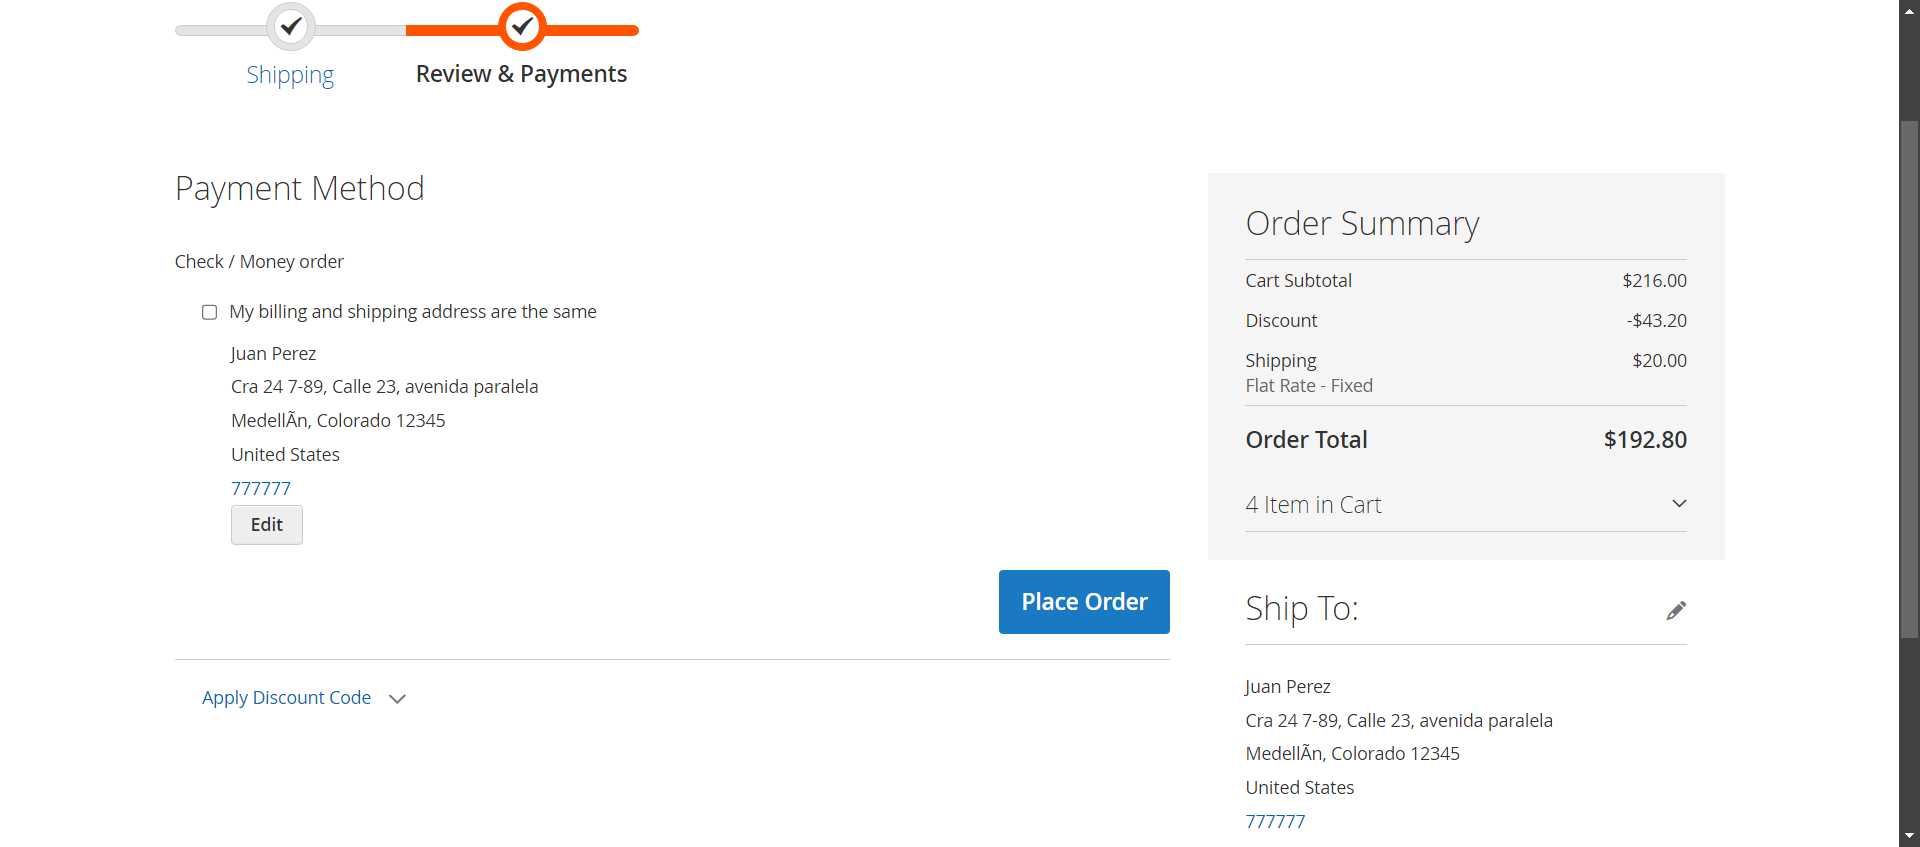 Shipping
Review & Payments
Payment Method
Check / Money order
My billing and shipping address are the same
Juan Perez
Cra 24 7-89, Calle 23, avenida paralela
MedellÃn, Colorado 12345
United States
777777
Edit
Place Order
Apply Discount Code
Order Summary
Cart Subtotal $216.00
Discount -$43.20
Shipping $20.00
Flat Rate - Fixed
Order Total $192.80
4 Item in Cart
Ship To:
Juan Perez
Cra 24 7-89, Calle 23, avenida paralela
MedellÃn, Colorado 12345
United States
777777